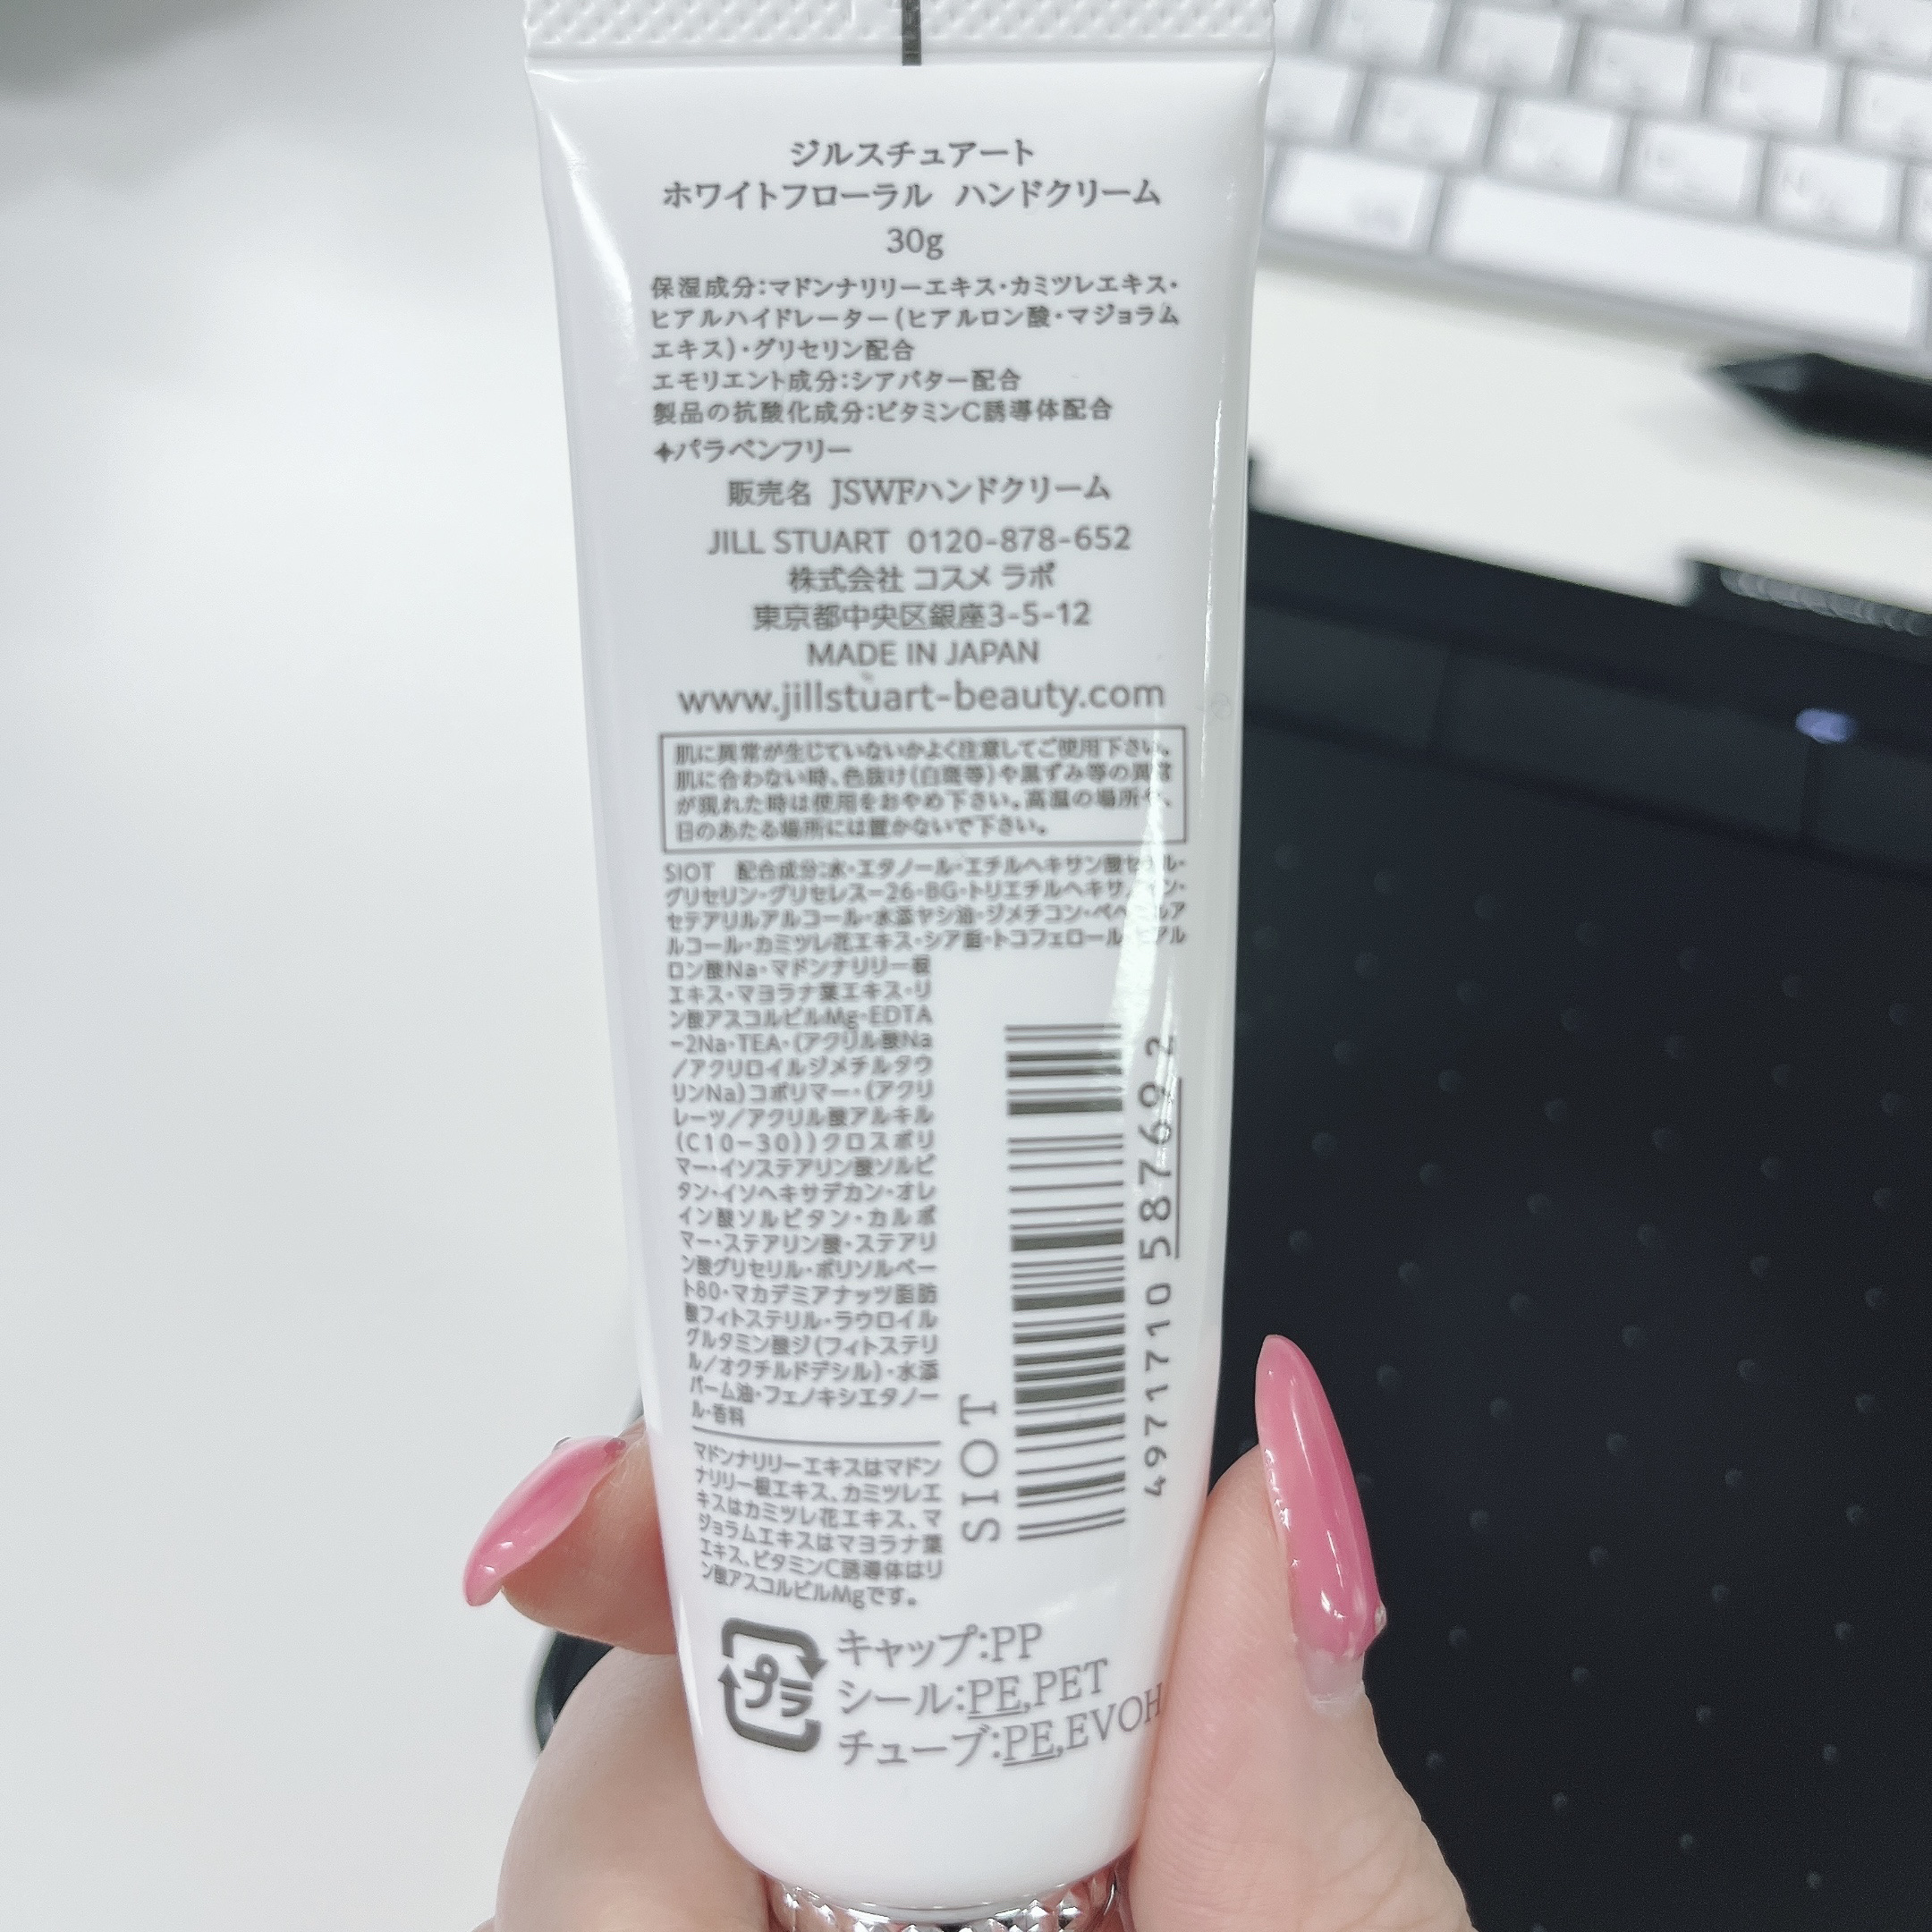 ジルスチュアート
ホワイトフローラル ハンドクリーム
30g
保湿成分:マドンナリリーエキス・カミツレエキス・
ヒアルハイドレーター(ヒアルロン酸・マジョラム
エキス)・グリセリン配合
エモリエント成分:シアバター配合
製品の抗酸化成分:ビタミンC誘導体配合
✦パラベンフリー
販売名 JSWFハンドクリーム
JILL STUART 0120-878-652
株式会社 コスメ ラボ
東京都中央区銀座3-5-12
MADE IN JAPAN
www.jillstuart-beauty.com
肌に異常が生じていないかよく注意してご使用下さい。
肌に合わない時、色抜け(白斑等)や黒ずみ等の異常
が現れた時は使用をおやめ下さい。高温の場所や、
日のあたる場所には置かないで下さい。
SIOT 配合成分:水・エタノール・エチルヘキサン酸セチル・
グリセリン・グリセレス-26・BG・トリエチルヘキサノイン・
セテアリルアルコール・水添ヤシ油・ジメチコン・ベヘニルア
ルコール・カミツレ花エキス・シア脂・トコフェロール・ヒアル
ロン酸Na・マドンナリリー根
エキス・マヨラナ葉エキス・リ
ン酸アスコルビルMg・EDTA
-2Na・TEA・(アクリル酸Na
/アクリロイルジメチルタウ
リンNa)コポリマー・(アクリ
レーツ/アクリル酸アルキル
(C10-30))クロスポリ
マー・イソステアリン酸ソルビ
タン・イソヘキサデカン・オレ
イン酸ソルビタン・カルボ
マー・ステアリン酸・ステアリ
ン酸グリセリル・ポリソルベー
ト80・マカデミアナッツ脂肪
酸フィトステリル・ラウロイル
グルタミン酸ジ(フィトステリ
ル/オクチルドデシル)・水添
パーム油・フェノキシエタノー
ル・香料
マドンナリリーエキスはマドン
ナリリー根エキス、カミツレエ
キスはカミツレ花エキス、マ
ジョラムエキスはマヨラナ葉
エキス、ビタミンC誘導体はリ
ン酸アスコルビルMgです。
SIOT
4971710587682
プラ
キャップ:PP
シール:PE,PET
チューブ:PE,EVOH